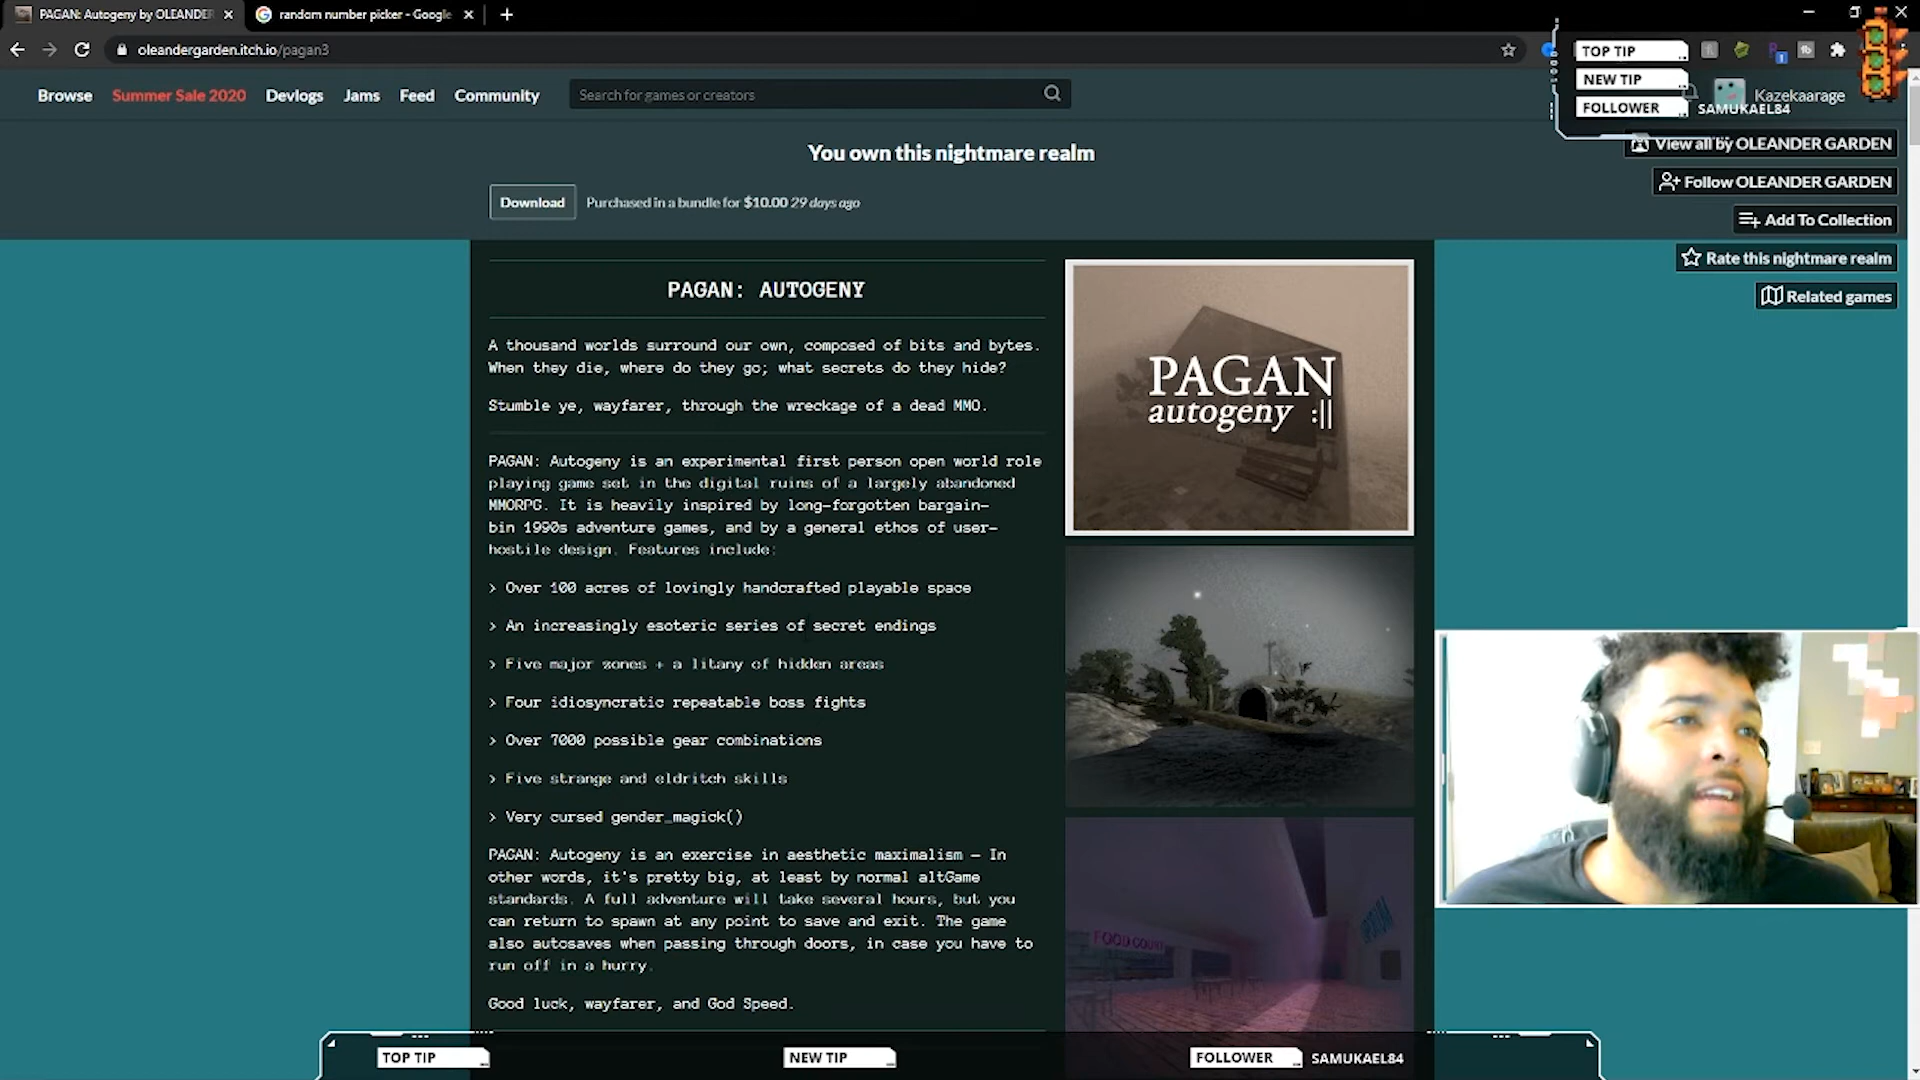 PAGAN: Autogeny by OLEANDER
random number picker - Google
oleandergarden.itch.io/pagan3
TOP TIP
NEW TIP
FOLLOWER SAMUKAEL84
Browse Summer Sale 2020 Devlogs Jams Feed Community Search for games or creators Kazekaarage
You own this nightmare realm
View all by OLEANDER GARDEN
Follow OLEANDER GARDEN
Add To Collection
Rate this nightmare realm
Related games
Download Purchased in a bundle for $10.00 29 days ago
PAGAN: AUTOGENY
A thousand worlds surround our own, composed of bits and bytes.
When they die, where do they go; what secrets do they hide?
Stumble ye, wayfarer, through the wreckage of a dead MMO.
PAGAN: Autogeny is an experimental first person open world role
playing game set in the digital ruins of a largely abandoned
MMORPG. It is heavily inspired by long-forgotten bargain-
bin 1990s adventure games, and by a general ethos of user-
hostile design. Features include:
> Over 100 acres of lovingly handcrafted playable space
> An increasingly esoteric series of secret endings
> Five major zones + a litany of hidden areas
> Four idiosyncratic repeatable boss fights
> Over 7000 possible gear combinations
> Five strange and eldritch skills
> Very cursed gender_magick()
PAGAN: Autogeny is an exercise in aesthetic maximalism — In
other words, it's pretty big, at least by normal altGame
standards. A full adventure will take several hours, but you
can return to spawn at any point to save and exit. The game
also autosaves when passing through doors, in case you have to
run off in a hurry.
Good luck, wayfarer, and God Speed.
PAGAN
autogeny :||
FOOD COURT
TOP TIP
NEW TIP
FOLLOWER SAMUKAEL84